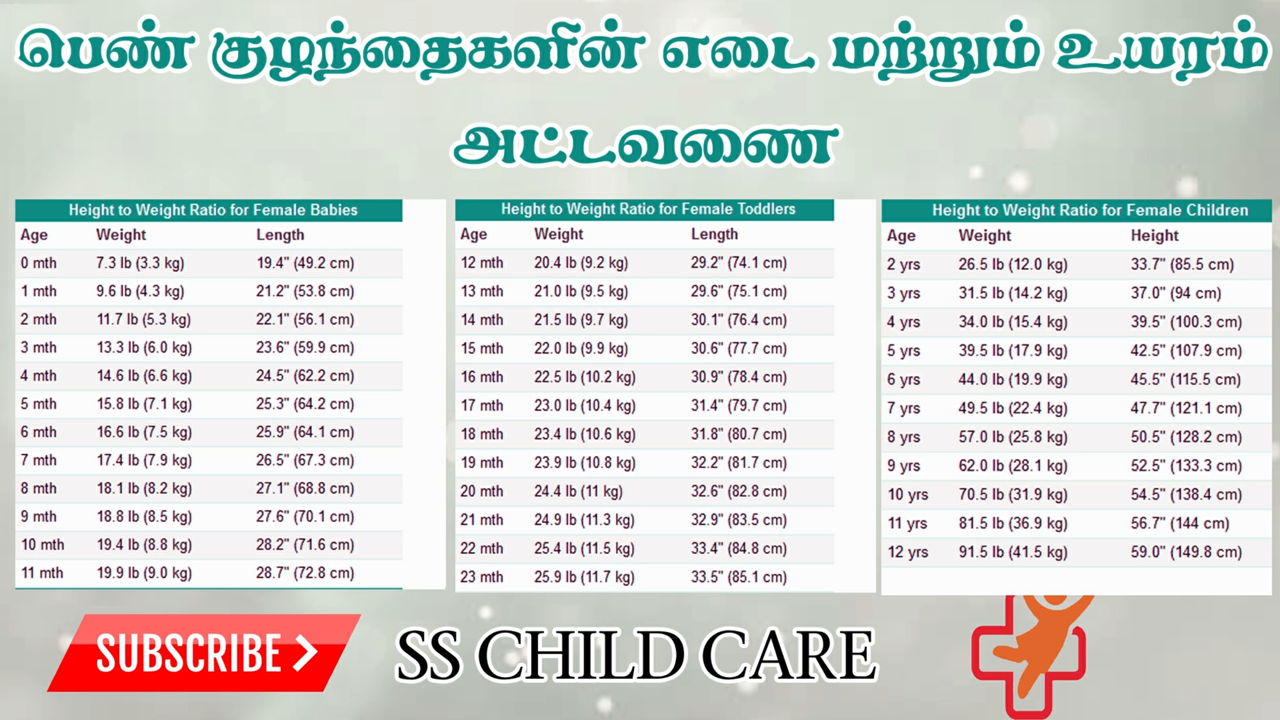 பெண் குழந்தைகளின் எடை மற்றும் உயரம்
அட்டவணை
Height to Weight Ratio for Female Babies
Age Weight Length
0 mth 7.3 lb (3.3 kg) 19.4" (49.2 cm)
1 mth 9.6 lb (4.3 kg) 21.2" (53.8 cm)
2 mth 11.7 lb (5.3 kg) 22.1" (56.1 cm)
3 mth 13.3 lb (6.0 kg) 23.6" (59.9 cm)
4 mth 14.6 lb (6.6 kg) 24.5" (62.2 cm)
5 mth 15.8 lb (7.1 kg) 25.3" (64.2 cm)
6 mth 16.6 lb (7.5 kg) 25.9" (64.1 cm)
7 mth 17.4 lb (7.9 kg) 26.5" (67.3 cm)
8 mth 18.1 lb (8.2 kg) 27.1" (68.8 cm)
9 mth 18.8 lb (8.5 kg) 27.6" (70.1 cm)
10 mth 19.4 lb (8.8 kg) 28.2" (71.6 cm)
11 mth 19.9 lb (9.0 kg) 28.7" (72.8 cm)
Height to Weight Ratio for Female Toddlers
Age Weight Length
12 mth 20.4 lb (9.2 kg) 29.2" (74.1 cm)
13 mth 21.0 lb (9.5 kg) 29.6" (75.1 cm)
14 mth 21.5 lb (9.7 kg) 30.1" (76.4 cm)
15 mth 22.0 lb (9.9 kg) 30.6" (77.7 cm)
16 mth 22.5 lb (10.2 kg) 30.9" (78.4 cm)
17 mth 23.0 lb (10.4 kg) 31.4" (79.7 cm)
18 mth 23.4 lb (10.6 kg) 31.8" (80.7 cm)
19 mth 23.9 lb (10.8 kg) 32.2" (81.7 cm)
20 mth 24.4 lb (11 kg) 32.6" (82.8 cm)
21 mth 24.9 lb (11.3 kg) 32.9" (83.5 cm)
22 mth 25.4 lb (11.5 kg) 33.4" (84.8 cm)
23 mth 25.9 lb (11.7 kg) 33.5" (85.1 cm)
Height to Weight Ratio for Female Children
Age Weight Height
2 yrs 26.5 lb (12.0 kg) 33.7" (85.5 cm)
3 yrs 31.5 lb (14.2 kg) 37.0" (94 cm)
4 yrs 34.0 lb (15.4 kg) 39.5" (100.3 cm)
5 yrs 39.5 lb (17.9 kg) 42.5" (107.9 cm)
6 yrs 44.0 lb (19.9 kg) 45.5" (115.5 cm)
7 yrs 49.5 lb (22.4 kg) 47.7" (121.1 cm)
8 yrs 57.0 lb (25.8 kg) 50.5" (128.2 cm)
9 yrs 62.0 lb (28.1 kg) 52.5" (133.3 cm)
10 yrs 70.5 lb (31.9 kg) 54.5" (138.4 cm)
11 yrs 81.5 lb (36.9 kg) 56.7" (144 cm)
12 yrs 91.5 lb (41.5 kg) 59.0" (149.8 cm)
SUBSCRIBE
SS CHILD CARE